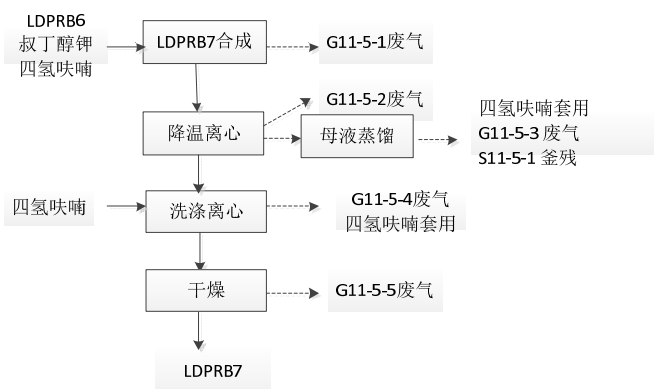 LDPRB6
叔丁醇钾
四氢呋喃
LDPRB7合成
G11-5-1废气
降温离心
G11-5-2废气
母液蒸馏
四氢呋喃套用
G11-5-3 废气
S11-5-1 釜残
四氢呋喃
洗涤离心
G11-5-4废气
四氢呋喃套用
干燥
G11-5-5废气
LDPRB7